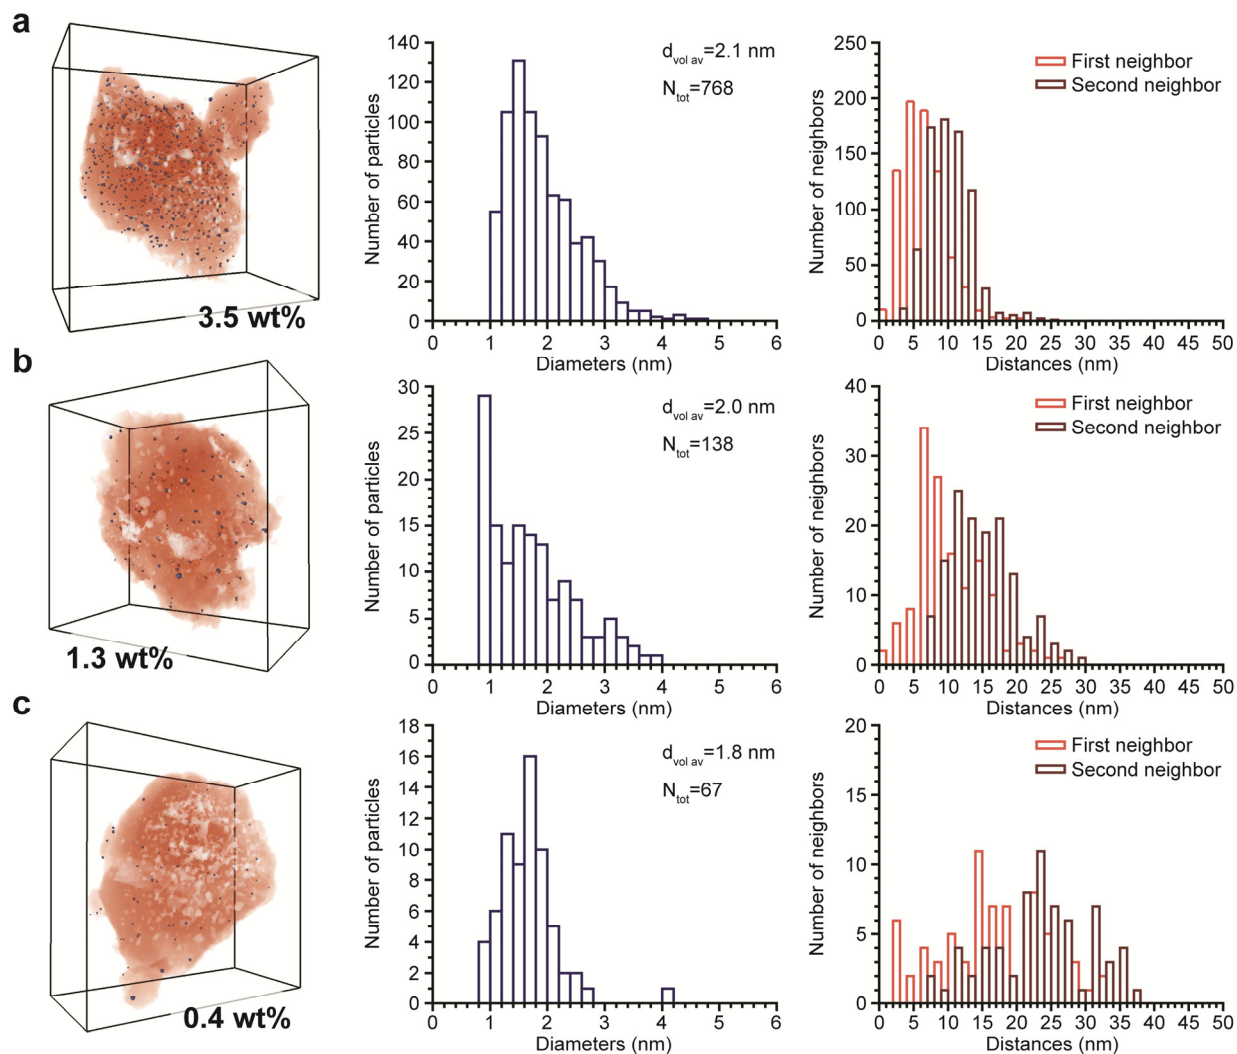 a
3.5 wt%
Number of particles
140
120
100
80
60
40
20
0
d_vol av=2.1 nm
N_tot=768
0 1 2 3 4 5 6
Diameters (nm)
Number of neighbors
250
200
150
100
50
0
First neighbor
Second neighbor
0 5 10 15 20 25 30 35 40 45 50
Distances (nm)
b
1.3 wt%
Number of particles
30
25
20
15
10
5
0
d_vol av=2.0 nm
N_tot=138
0 1 2 3 4 5 6
Diameters (nm)
Number of neighbors
40
30
20
10
0
First neighbor
Second neighbor
0 5 10 15 20 25 30 35 40 45 50
Distances (nm)
c
0.4 wt%
Number of particles
18
16
14
12
10
8
6
4
2
0
d_vol av=1.8 nm
N_tot=67
0 1 2 3 4 5 6
Diameters (nm)
Number of neighbors
20
15
10
5
0
First neighbor
Second neighbor
0 5 10 15 20 25 30 35 40 45 50
Distances (nm)